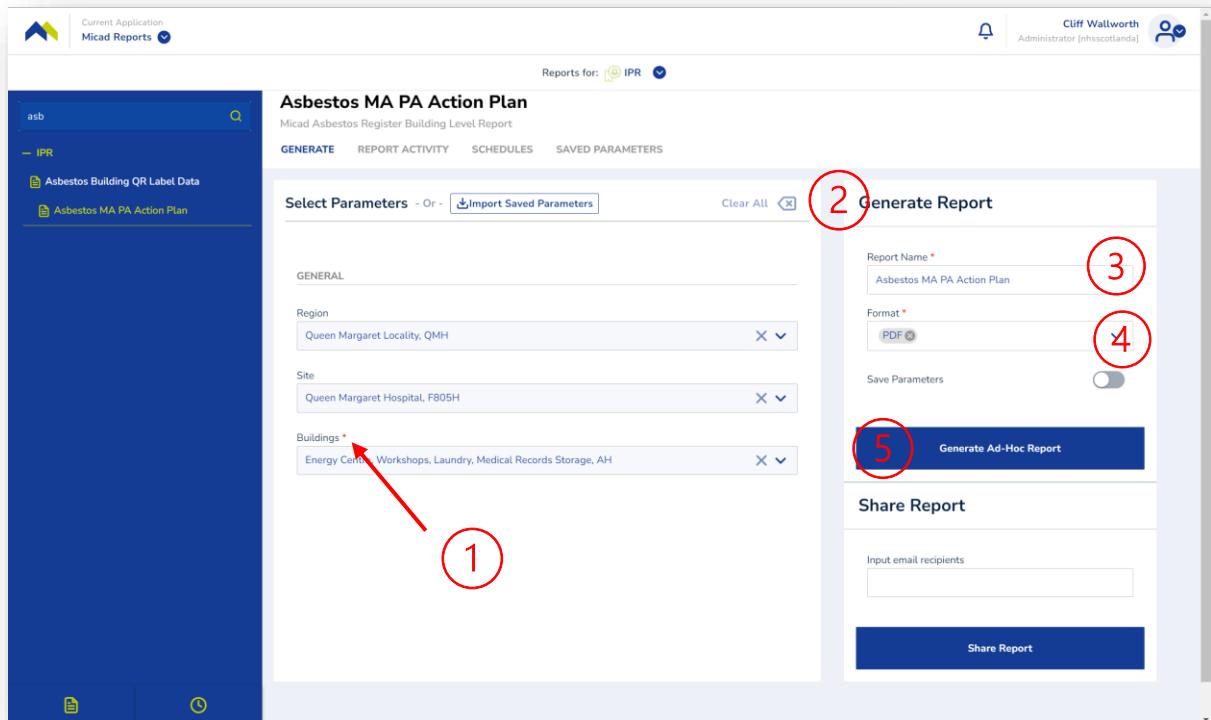 Current Application
Micad Reports
Cliff Wallworth
Administrator [nhsscotlanda]
Reports for: IPR
asb
IPR
Asbestos Building QR Label Data
Asbestos MA PA Action Plan
Asbestos MA PA Action Plan
Micad Asbestos Register Building Level Report
GENERATE REPORT ACTIVITY SCHEDULES SAVED PARAMETERS
Select Parameters - Or - Import Saved Parameters Clear All
GENERAL
Region
Queen Margaret Locality, QMH
Site
Queen Margaret Hospital, F805H
Buildings *
Energy Centre, Workshops, Laundry, Medical Records Storage, AH
1
2
Generate Report
Report Name *
Asbestos MA PA Action Plan
3
Format *
PDF
4
Save Parameters
5
Generate Ad-Hoc Report
Share Report
Input email recipients
Share Report